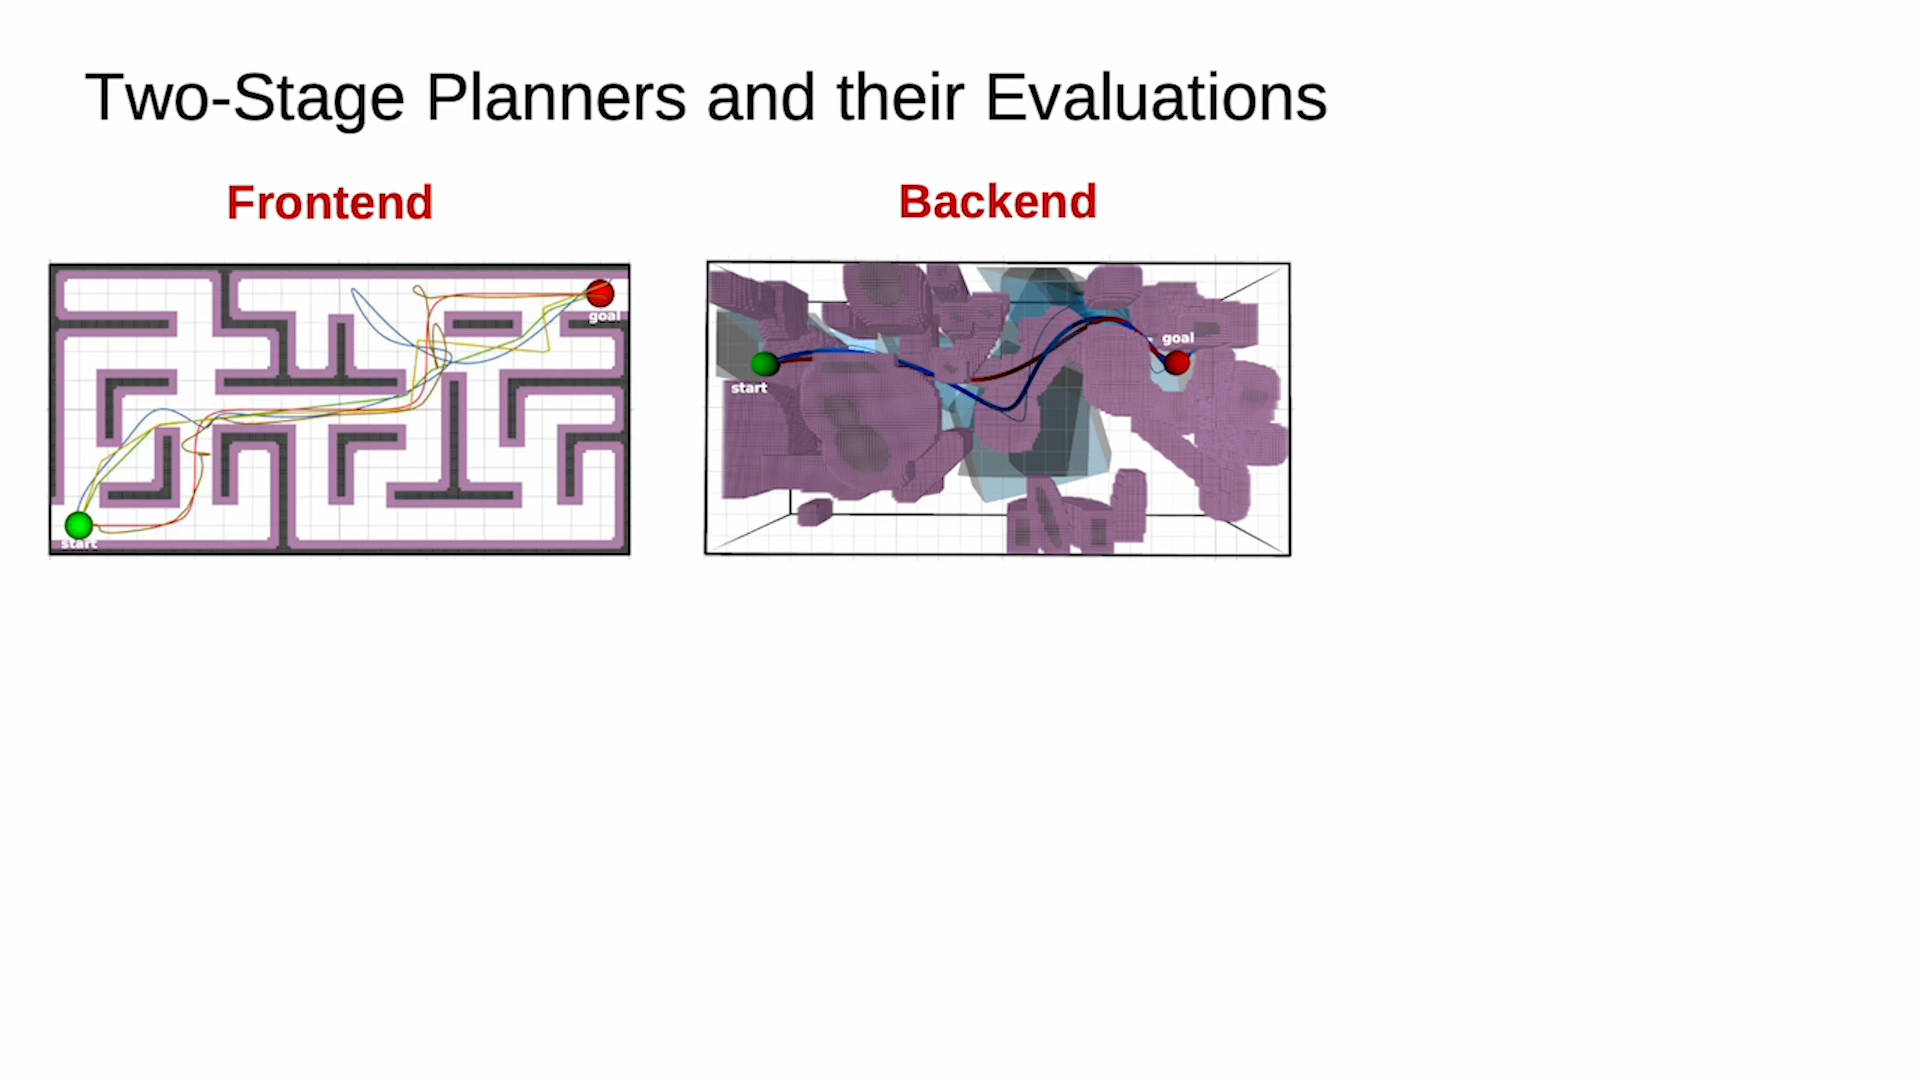 Two-Stage Planners and their Evaluations
Frontend
Backend
goal
start
goal
start